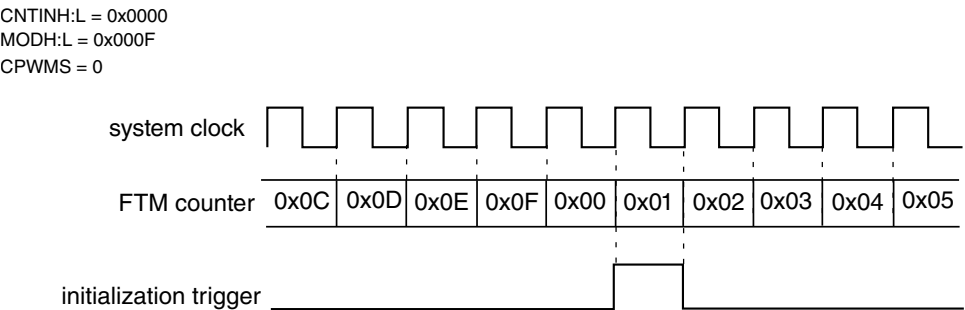 CNTINH:L = 0x0000
MODH:L = 0x000F
CPWMS = 0
system clock
FTM counter 0x0C 0x0D 0x0E 0x0F 0x00 0x01 0x02 0x03 0x04 0x05
initialization trigger